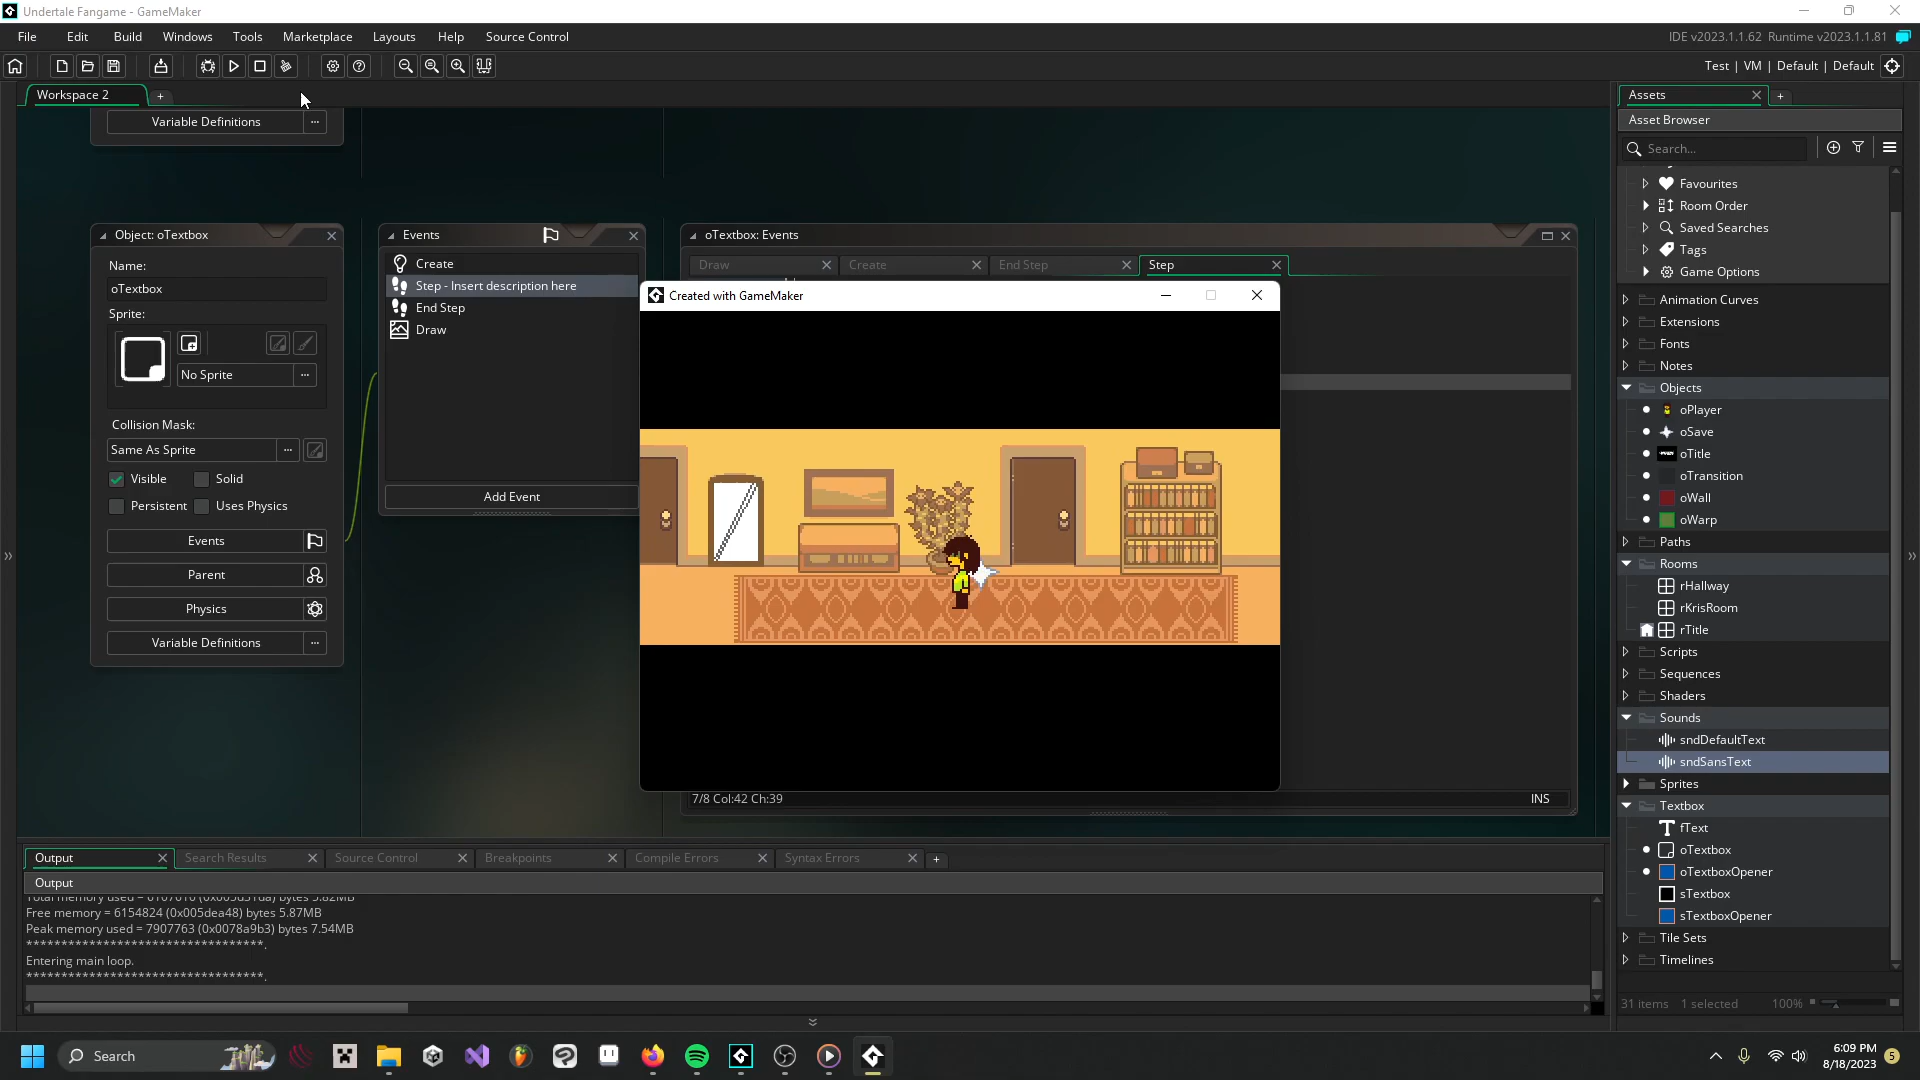 Undertale Fangame - GameMaker
File Edit Build Windows Tools Marketplace Layouts Help Source Control
IDE v2023.1.1.62 Runtime v2023.1.1.81
Test | VM | Default | Default
Workspace 2
Variable Definitions
Object: oTextbox
Name:
oTextbox
Sprite:
No Sprite
Collision Mask:
Same As Sprite
Visible Solid
Persistent Uses Physics
Events
Parent
Physics
Variable Definitions
Events
Create
Step - Insert description here
End Step
Draw
Add Event
oTextbox: Events
Draw Create End Step Step
Created with GameMaker
7/8 Col:42 Ch:39
INS
Output Search Results Source Control Breakpoints Compile Errors Syntax Errors
Output
Free memory = 6154824 (0x005dea48) bytes 5.87MB
Peak memory used = 7907763 (0x0078a9b3) bytes 7.54MB
**********************************.
Entering main loop.
**********************************.
Assets
Asset Browser
Search...
Favourites
Room Order
Saved Searches
Tags
Game Options
Animation Curves
Extensions
Fonts
Notes
Objects
oPlayer
oSave
oTitle
oTransition
oWall
oWarp
Paths
Rooms
rHallway
rKrisRoom
rTitle
Scripts
Sequences
Shaders
Sounds
sndDefaultText
sndSansText
Sprites
Textbox
fText
oTextbox
oTextboxOpener
sTextbox
sTextboxOpener
Tile Sets
Timelines
31 items 1 selected 100%
Search
6:09 PM
8/18/2023
5